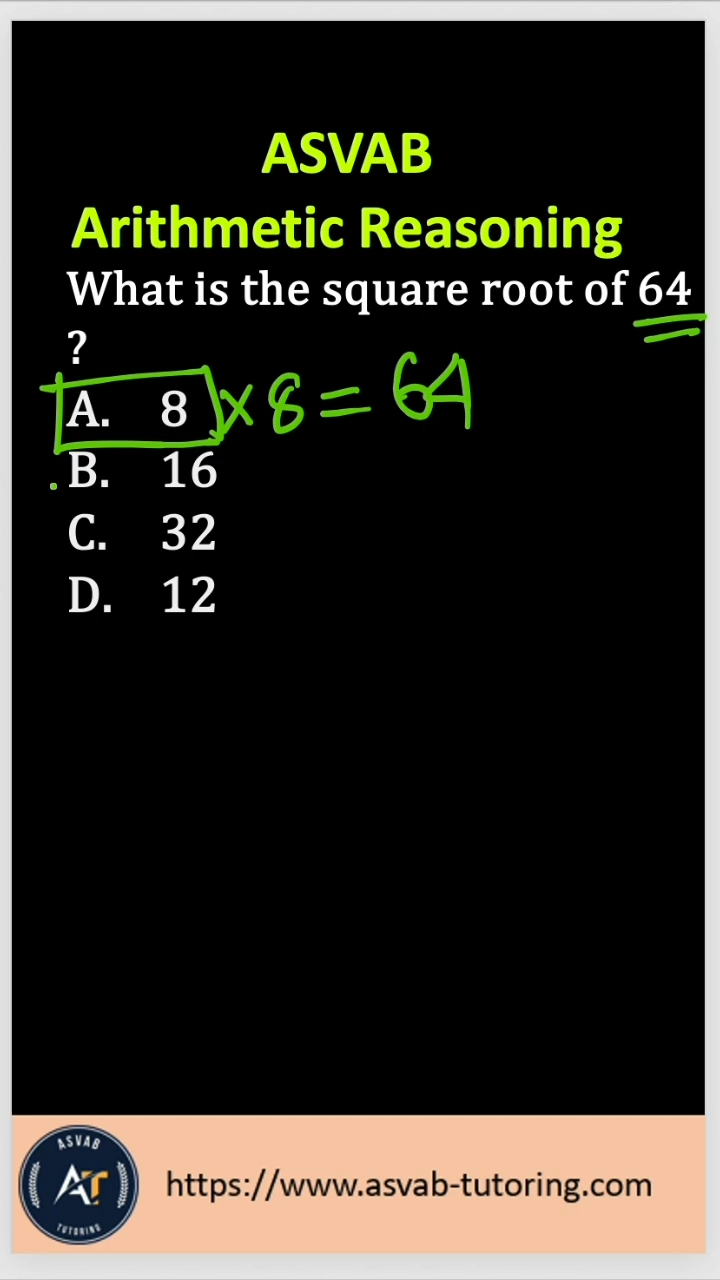 ASVAB
Arithmetic Reasoning
What is the square root of 64
?
A. 8 × 8 = 64
B. 16
C. 32
D. 12
ASVAB
AT
TUTORING
https://www.asvab-tutoring.com